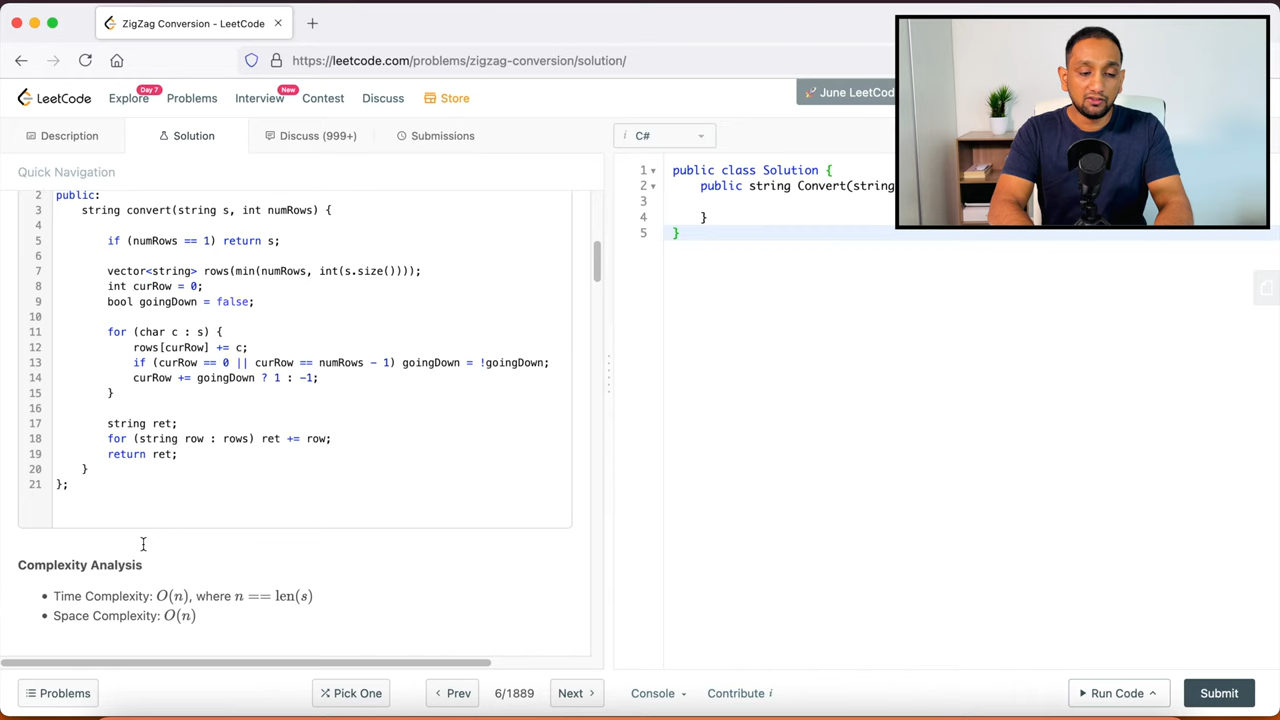 ZigZag Conversion - LeetCode
https://leetcode.com/problems/zigzag-conversion/solution/
LeetCode
Explore
Day 7
Problems
Interview
New
Contest
Discuss
Store
🚀 June LeetCod
Description
Solution
Discuss (999+)
Submissions
i C#
Quick Navigation
2 public:
3 string convert(string s, int numRows) {
4
5 if (numRows == 1) return s;
6
7 vector<string> rows(min(numRows, int(s.size())));
8 int curRow = 0;
9 bool goingDown = false;
10
11 for (char c : s) {
12 rows[curRow] += c;
13 if (curRow == 0 || curRow == numRows - 1) goingDown = !goingDown;
14 curRow += goingDown ? 1 : -1;
15 }
16
17 string ret;
18 for (string row : rows) ret += row;
19 return ret;
20 }
21 };
Complexity Analysis
• Time Complexity: O(n), where n == len(s)
• Space Complexity: O(n)
1 public class Solution {
2 public string Convert(string
3
4 }
5 }
Problems
Pick One
Prev
6/1889
Next
Console
Contribute i
Run Code
Submit